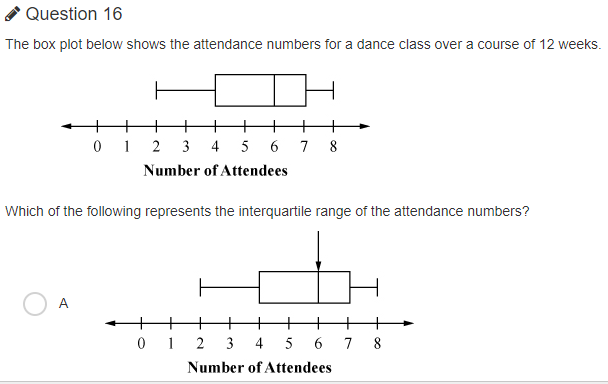 Question 16
The box plot below shows the attendance numbers for a dance class over a course of 12 weeks.
0 1 2 3 4 5 6 7 8
Number of Attendees
Which of the following represents the interquartile range of the attendance numbers?
A
0 1 2 3 4 5 6 7 8
Number of Attendees